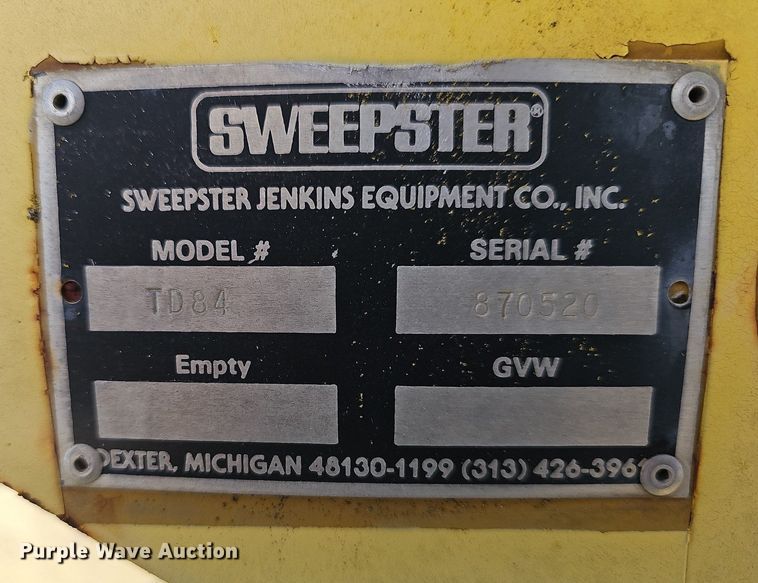 SWEEPSTER®
SWEEPSTER JENKINS EQUIPMENT CO., INC.
MODEL # SERIAL #
TD84 870520
Empty GVW
DEXTER, MICHIGAN 48130-1199 (313) 426-3961
Purple Wave Auction